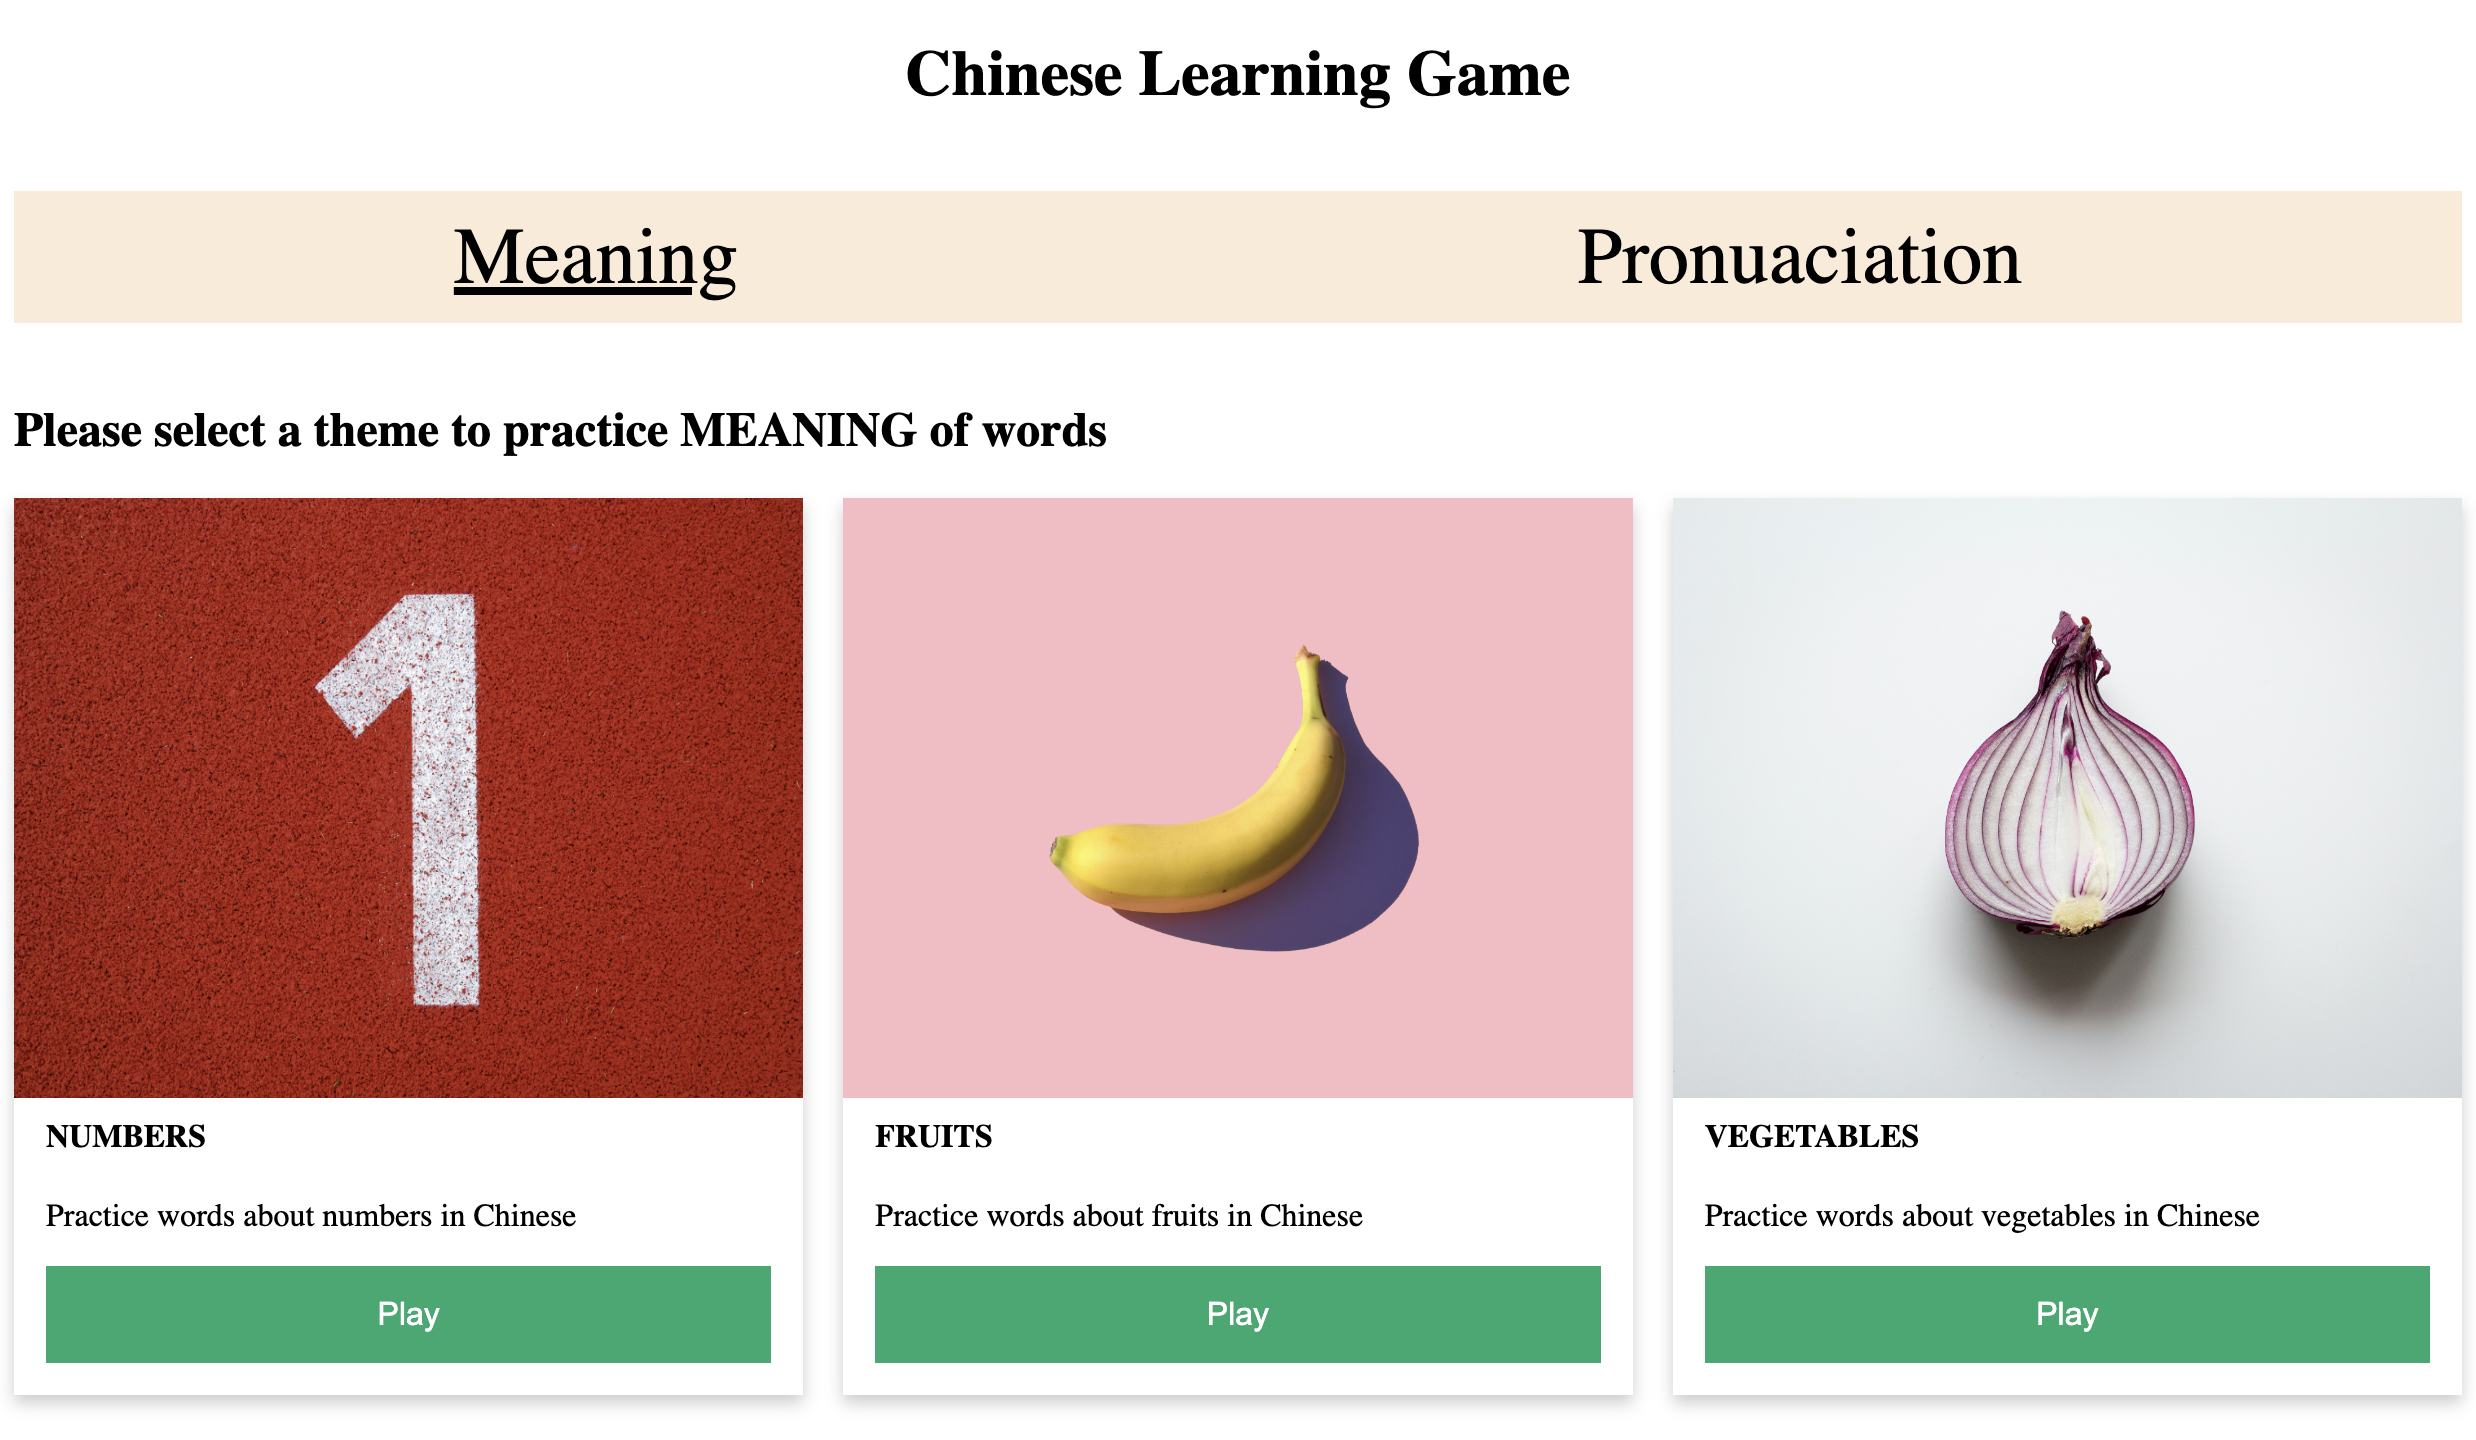 Chinese Learning Game
Meaning
Pronuaciation
Please select a theme to practice MEANING of words
1
NUMBERS
Practice words about numbers in Chinese
Play
FRUITS
Practice words about fruits in Chinese
Play
VEGETABLES
Practice words about vegetables in Chinese
Play